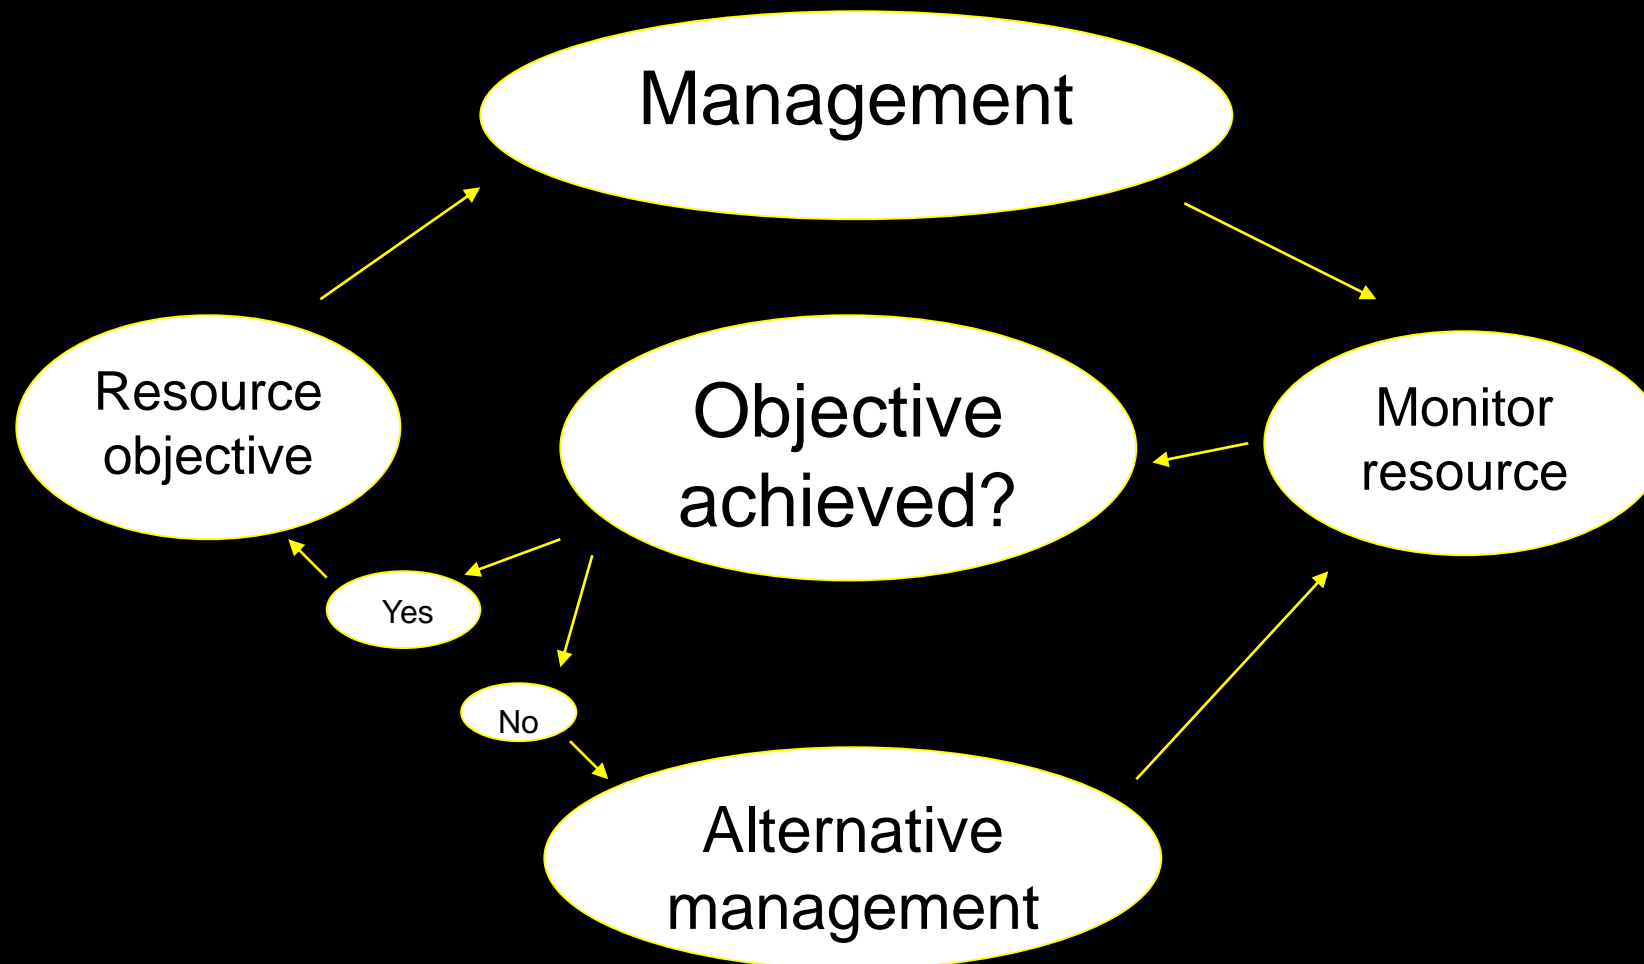 Management
Resource
objective
Objective
achieved?
Monitor
resource
Yes
No
Alternative
management